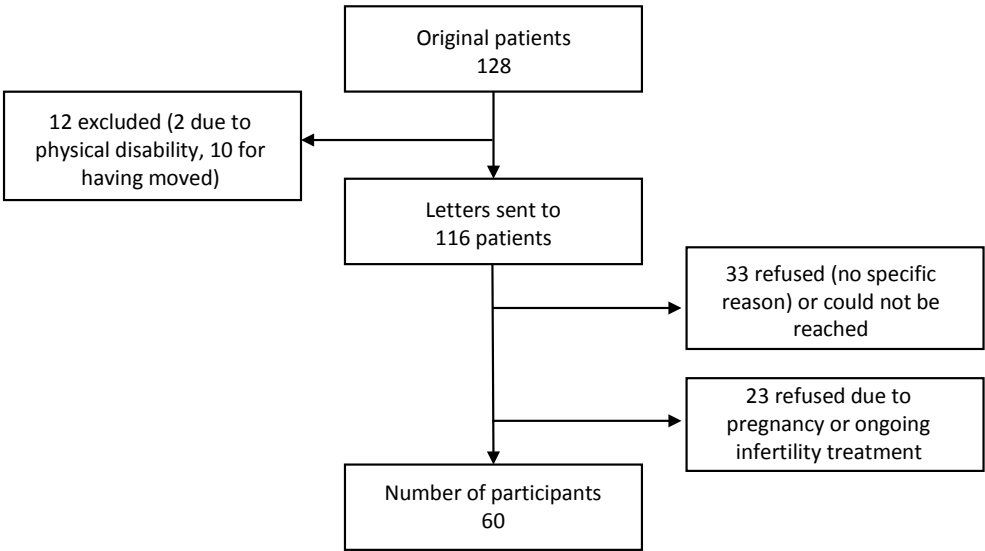 Original patients
128
12 excluded (2 due to
physical disability, 10 for
having moved)
Letters sent to
116 patients
33 refused (no specific
reason) or could not be
reached
23 refused due to
pregnancy or ongoing
infertility treatment
Number of participants
60